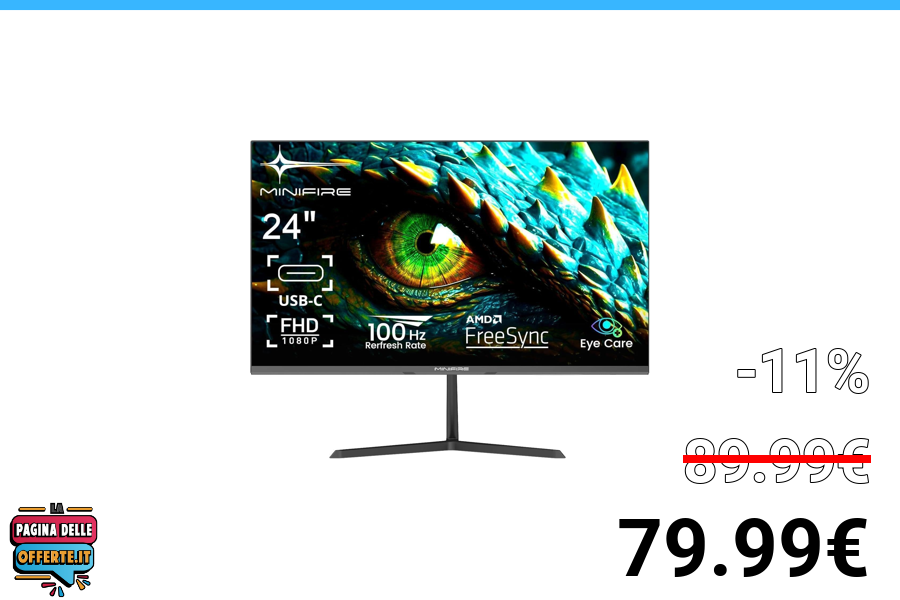 MINIFIRE
24"
USB-C
FHD
1080P
100 Hz
Rerfresh Rate
AMD
FreeSync
Eye Care
MINIFIRE
-11%
89.99€
79.99€
LA
PAGINA DELLE
OFFERTE.IT